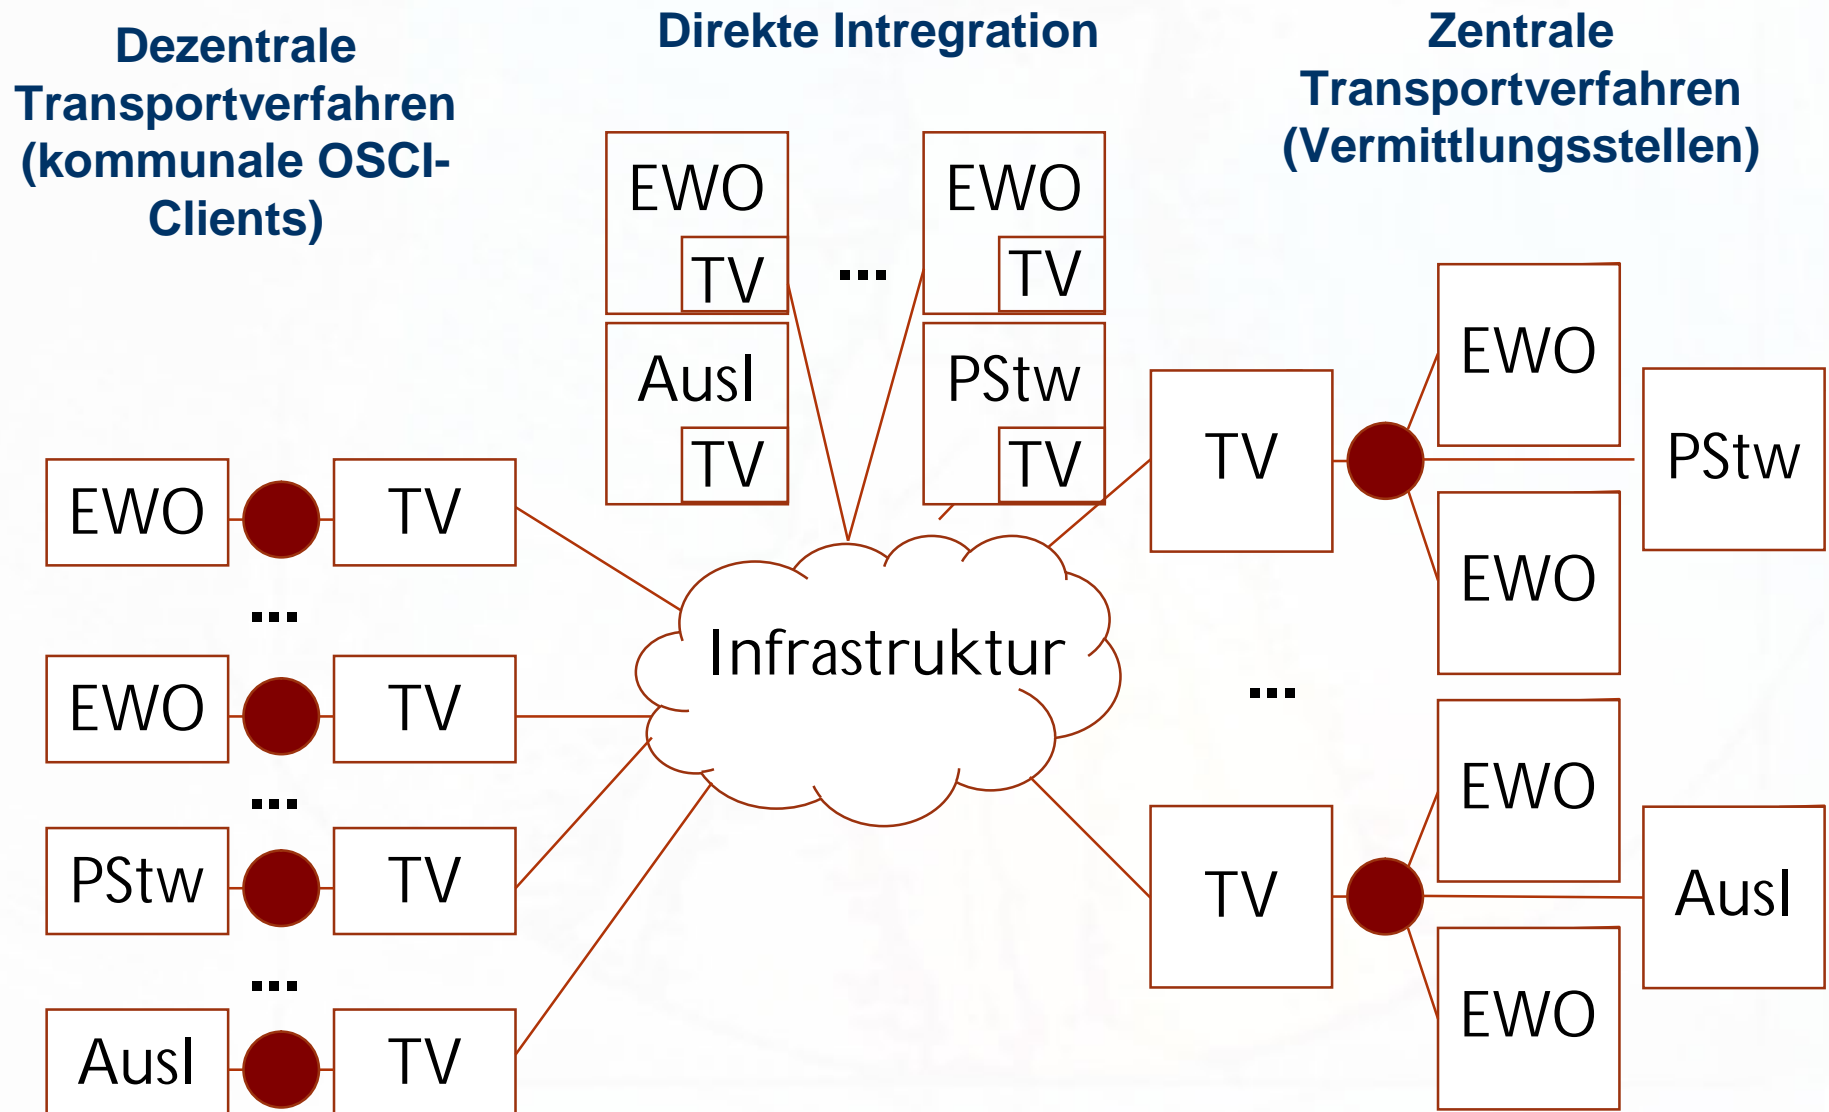 Dezentrale
Transportverfahren
(kommunale OSCI-
Clients)
Direkte Intregration
Zentrale
Transportverfahren
(Vermittlungsstellen)
EWO
TV
...
EWO
TV
Ausl
TV
PStw
TV
EWO
TV
...
EWO
TV
...
PStw
TV
...
Ausl
TV
Infrastruktur
TV
EWO
PStw
EWO
...
TV
EWO
Ausl
EWO